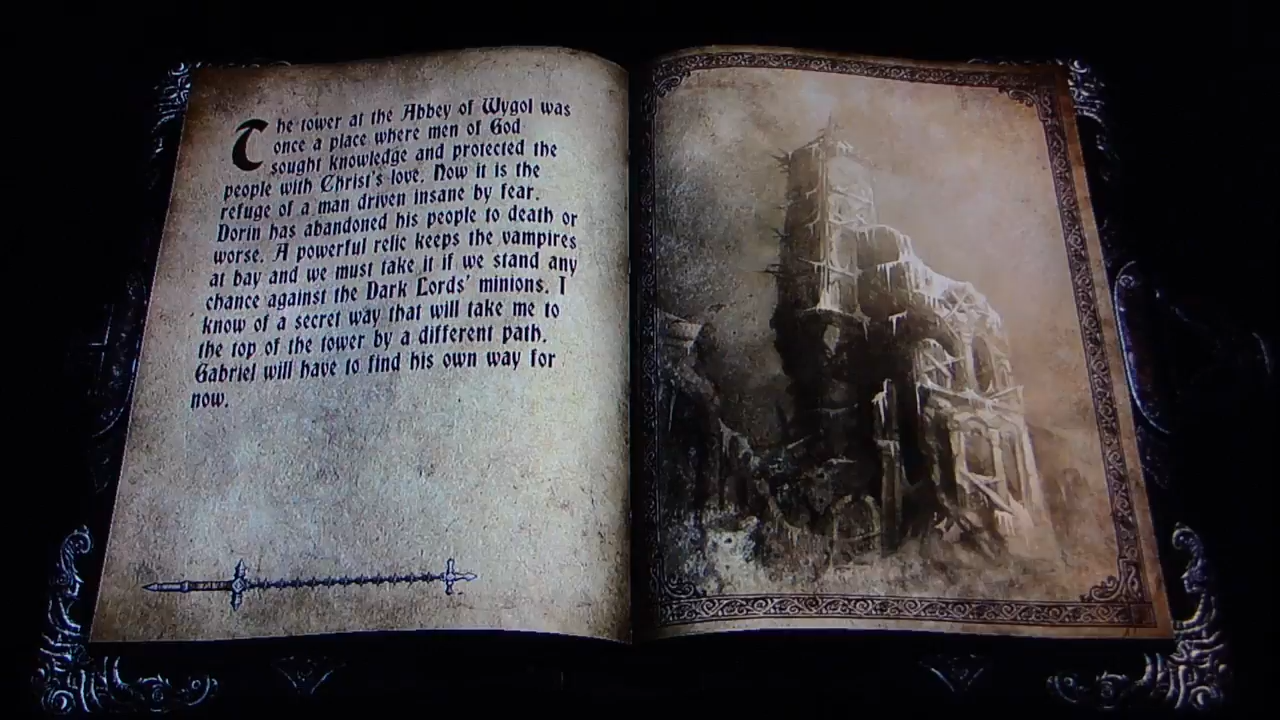 The tower at the Abbey of Wygol was
once a place where men of God
sought knowledge and protected the
people with Christ's love. Now it is the
refuge of a man driven insane by fear.
Dorin has abandoned his people to death or
worse. A powerful relic keeps the vampires
at bay and we must take it if we stand any
chance against the Dark Lords' minions. I
know of a secret way that will take me to
the top of the tower by a different path.
Gabriel will have to find his own way for
now.